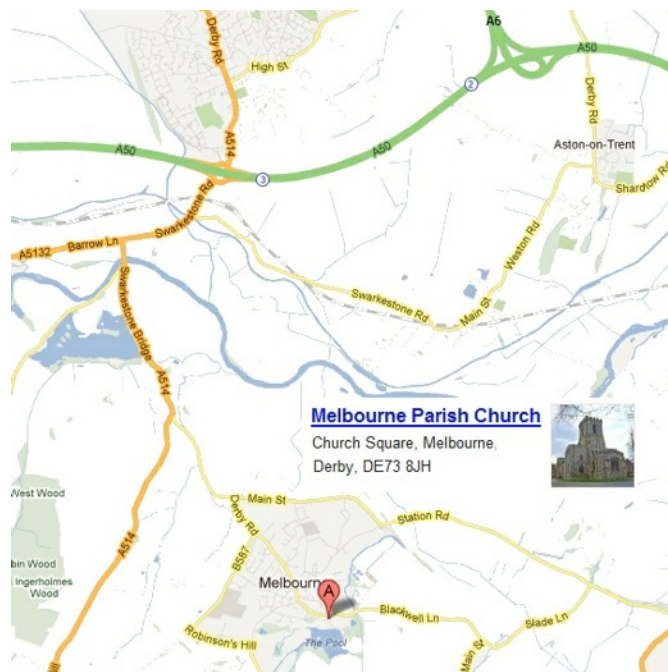 A6
Derby Rd
High St
A50
Derby Rd
2
A514
Aston-on-Trent
A50
A50
3
Shardlow Rd
Swarkestone Rd
Weston Rd
Barrow Ln
A5132
Swarkestone Rd
Main St
Swarkestone Bridge
A514
Melbourne Parish Church
Church Square, Melbourne,
Derby, DE73 8JH
West Wood
Main St
Station Rd
Derby Rd
A514
B587
Ingerholmes
Wood
Melbourne
A
Blackwell Ln
Slade Ln
Robinson's Hill
The Pool
Main St